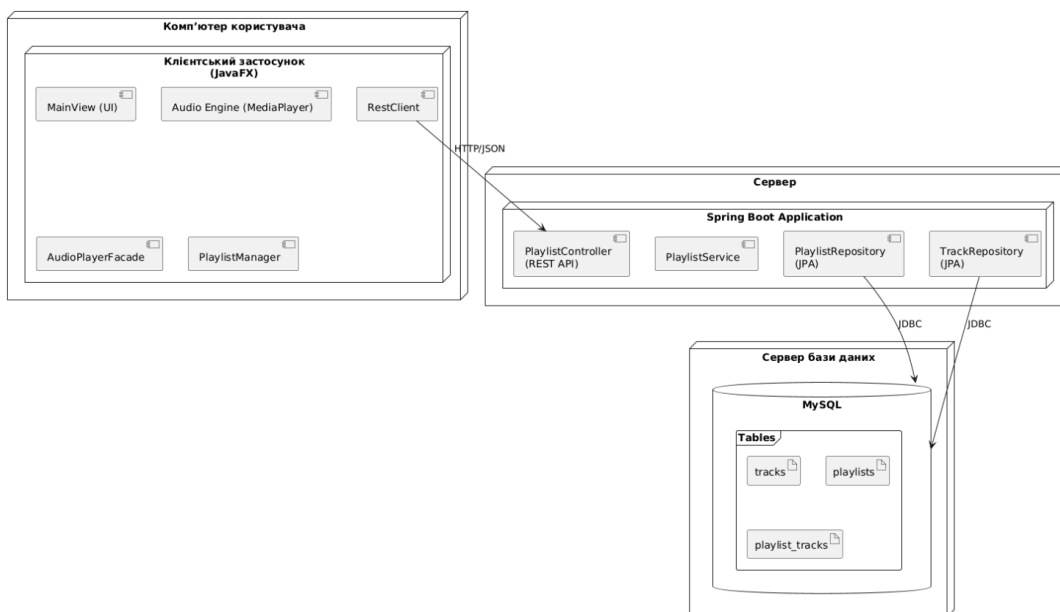 Комп’ютер користувача
Клієнтський застосунок
(JavaFX)
MainView (UI)
Audio Engine (MediaPlayer)
RestClient
AudioPlayerFacade
PlaylistManager
HTTP/JSON
Сервер
Spring Boot Application
PlaylistController
(REST API)
PlaylistService
PlaylistRepository
(JPA)
TrackRepository
(JPA)
JDBC
JDBC
Сервер бази даних
MySQL
Tables
tracks
playlists
playlist_tracks